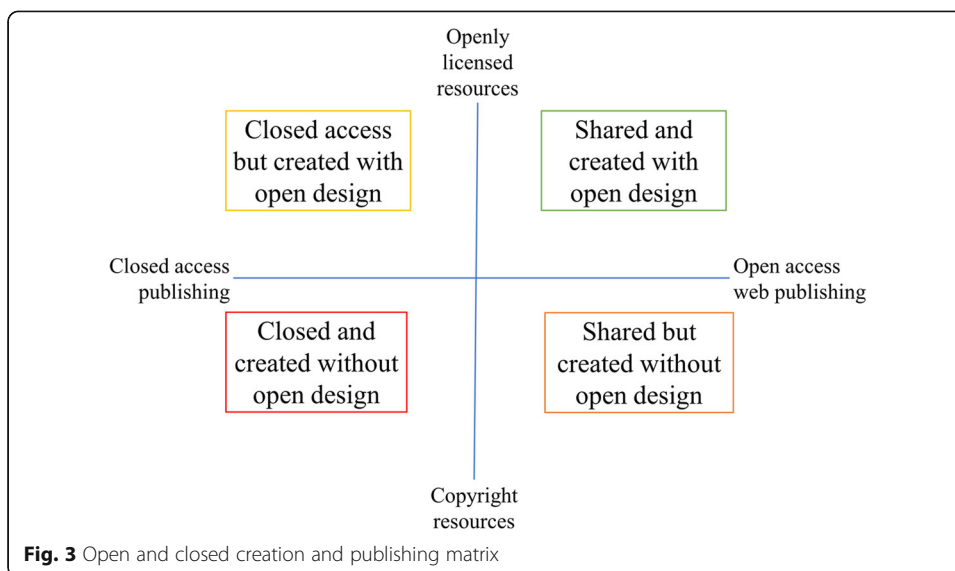 Openly
licensed
resources
Closed access
but created with
open design
Shared and
created with
open design
Closed access
publishing
Open access
web publishing
Closed and
created without
open design
Shared but
created without
open design
Copyright
resources
Fig. 3 Open and closed creation and publishing matrix